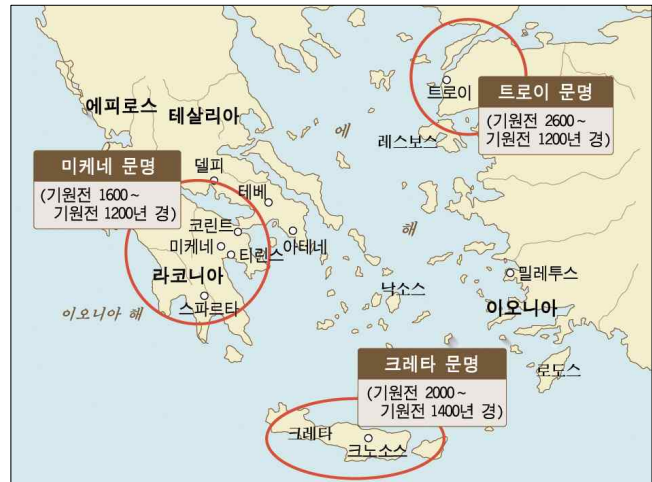 에피로스
테살리아
트로이
트로이 문명
(기원전 2600~
기원전 1200년 경)
에
레스보스
미케네 문명
(기원전 1600~
기원전 1200년 경)
델피
테베
코린트
미케네
티린스
아테네
해
라코니아
스파르타
이오니아 해
낙소스
밀레투스
이오니아
크레타 문명
(기원전 2000~
기원전 1400년 경)
로도스
크레타
크노소스